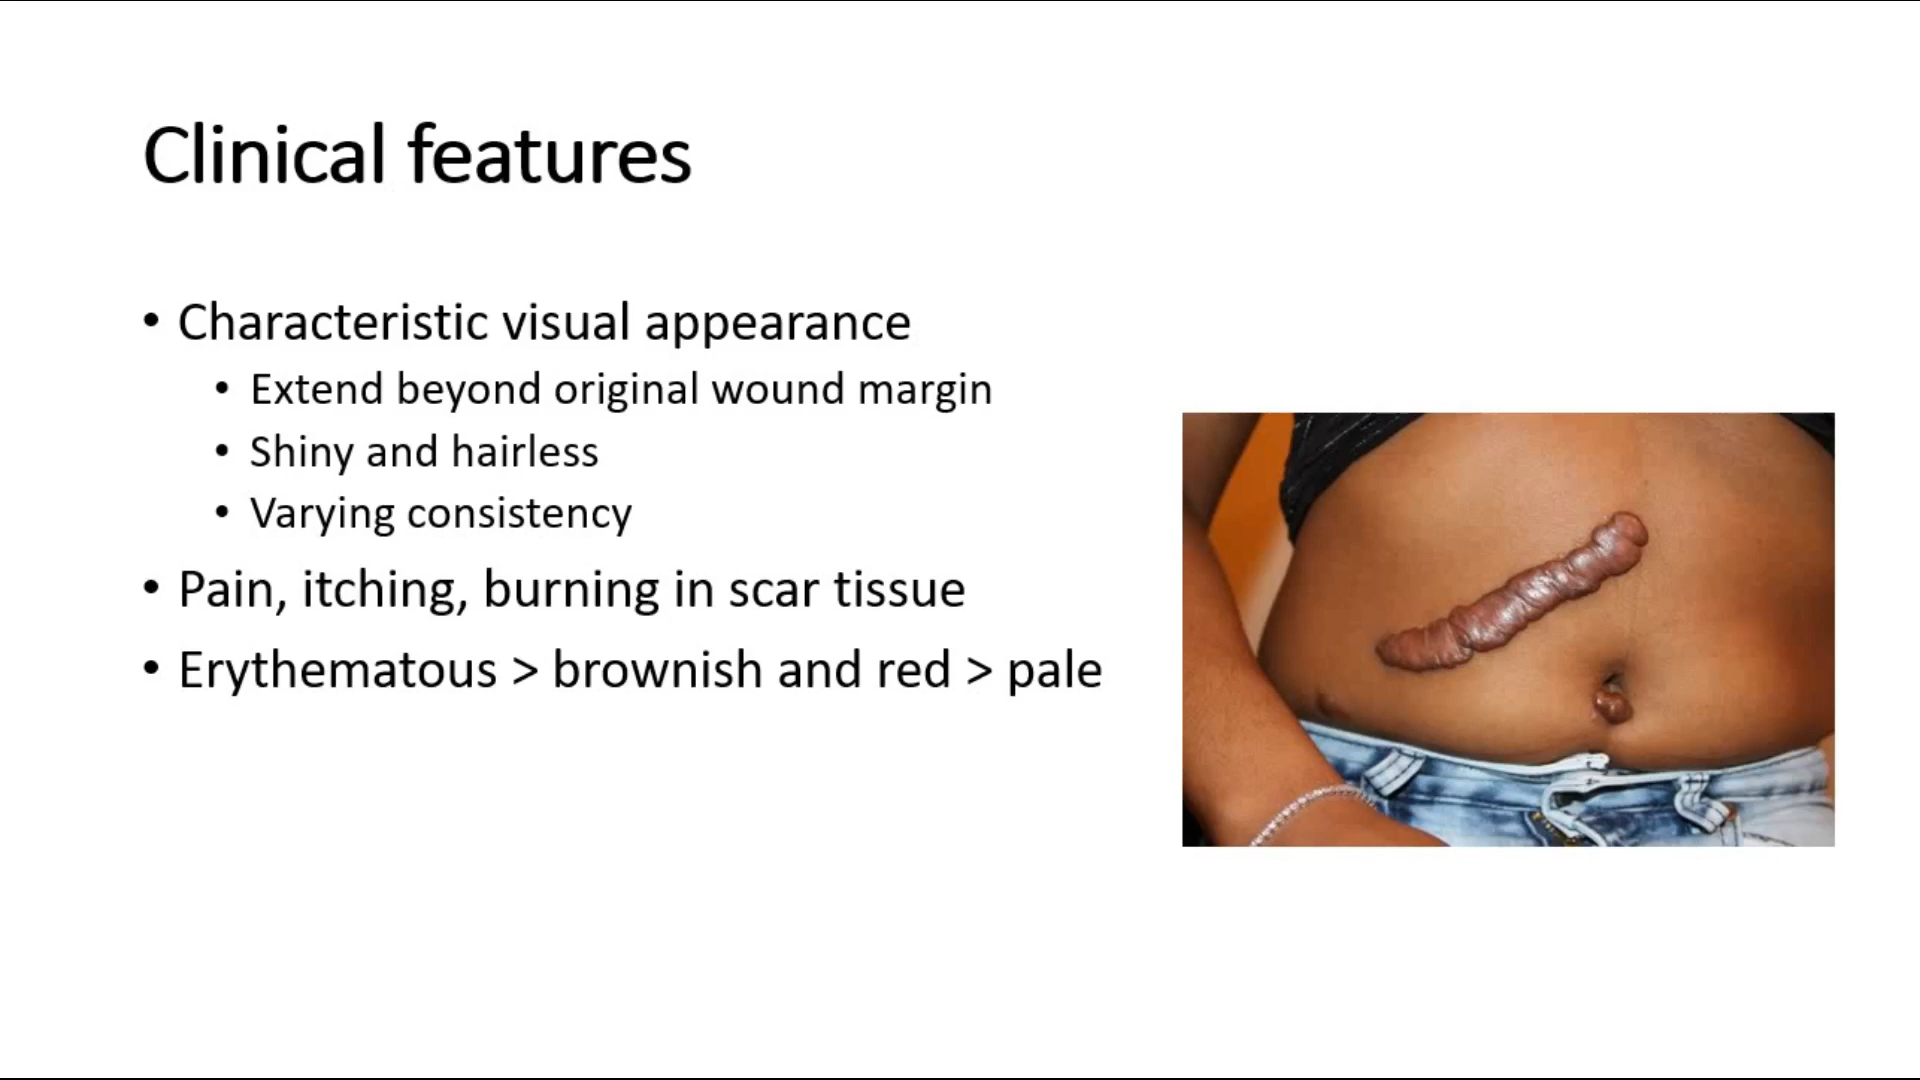 Clinical features
• Characteristic visual appearance
• Extend beyond original wound margin
• Shiny and hairless
• Varying consistency
• Pain, itching, burning in scar tissue
• Erythematous > brownish and red > pale